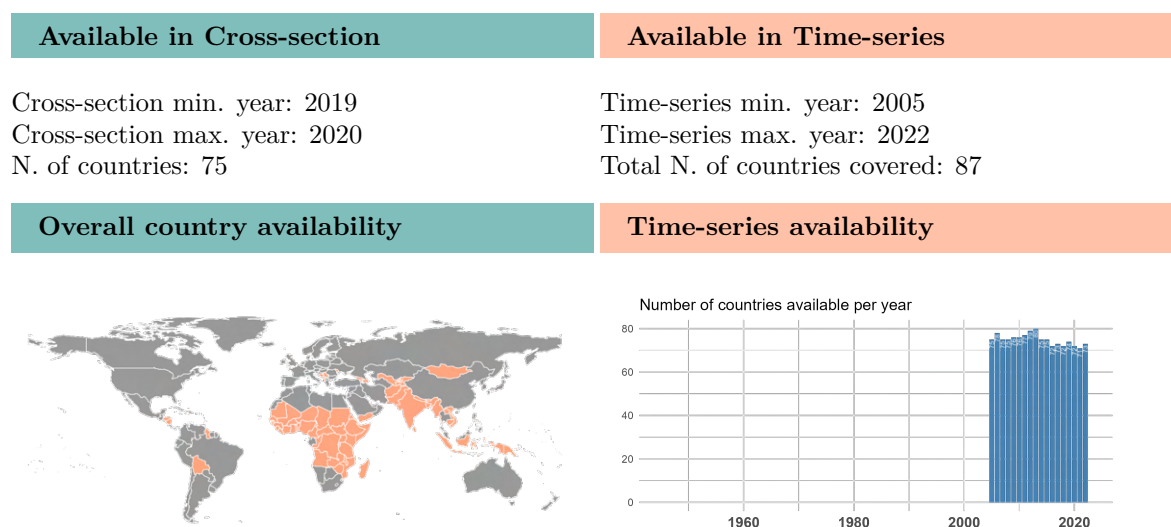 Available in Cross-section
Available in Time-series
Cross-section min. year: 2019
Cross-section max. year: 2020
N. of countries: 75
Time-series min. year: 2005
Time-series max. year: 2022
Total N. of countries covered: 87
Overall country availability
Time-series availability
Number of countries available per year
80
60
40
20
0
1960 1980 2000 2020